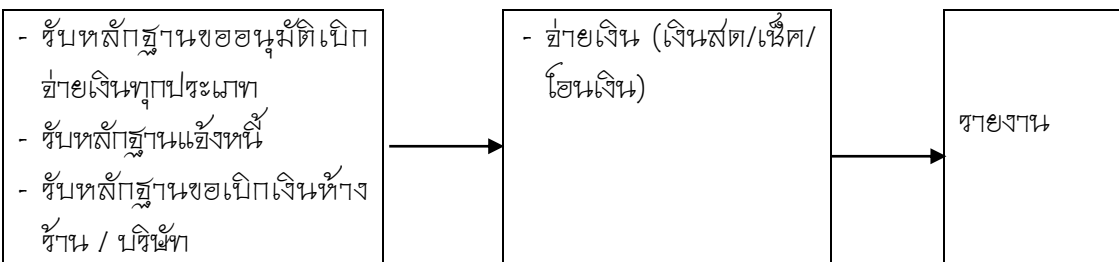 - รับหลักฐานขออนุมัติเบิก
จ่ายเงินทุกประเภท
- รับหลักฐานแจ้งหนี้
- รับหลักฐานขอเบิกเงินห้าง
ร้าน / บริษัท
- จ่ายเงิน (เงินสด/เช็ค/
โอนเงิน)
รายงาน